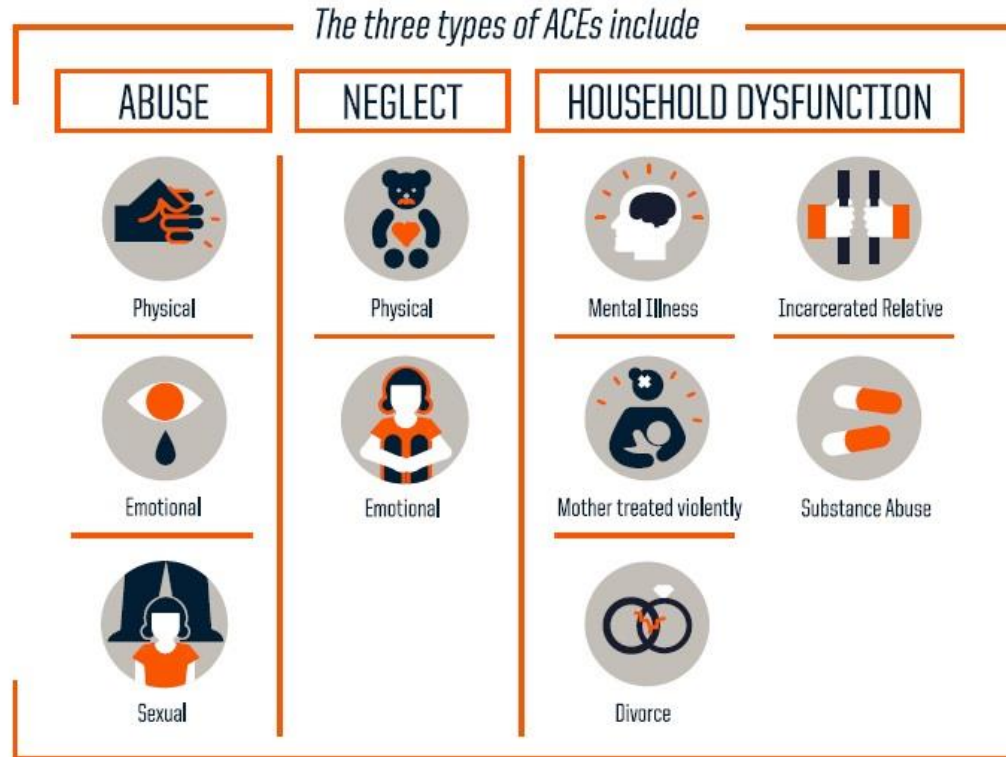 The three types of ACEs include
ABUSE
Physical
Emotional
Sexual
NEGLECT
Physical
Emotional
HOUSEHOLD DYSFUNCTION
Mental Illness
Incarcerated Relative
Mother treated violently
Substance Abuse
Divorce